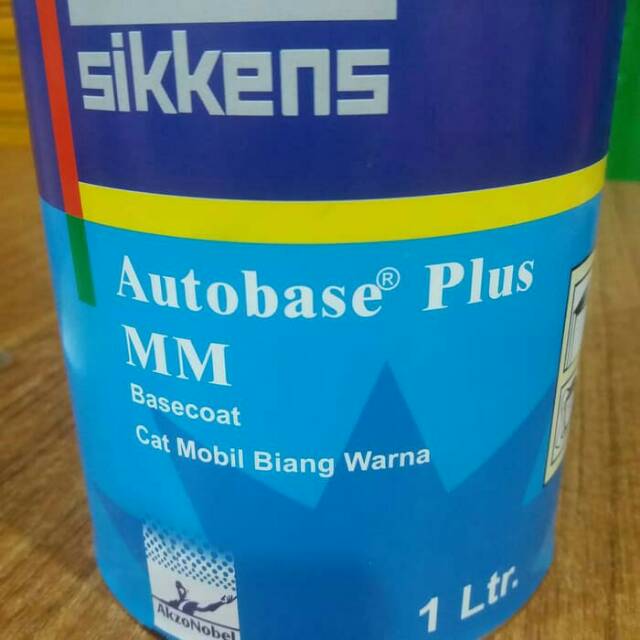 sikkens
Autobase® Plus
MM
Basecoat
Cat Mobil Biang Warna
AkzoNobel
1 Ltr.